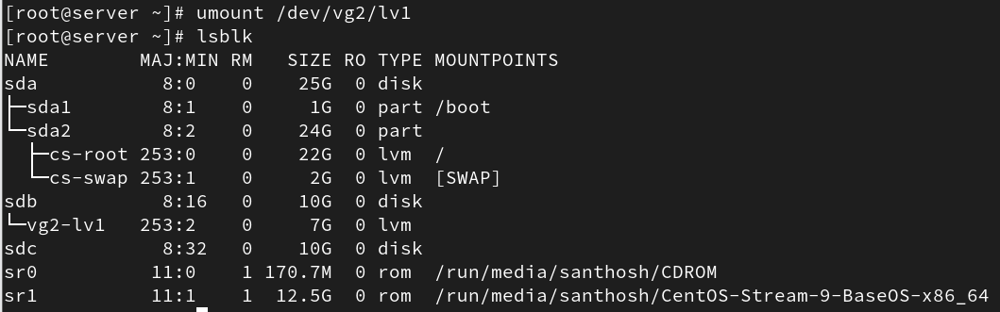 [root@server ~]# umount /dev/vg2/lv1
[root@server ~]# lsblk
NAME        MAJ:MIN RM   SIZE RO TYPE MOUNTPOINTS
sda           8:0    0    25G  0 disk
├─sda1        8:1    0     1G  0 part /boot
└─sda2        8:2    0    24G  0 part
  ├─cs-root 253:0    0    22G  0 lvm  /
  └─cs-swap 253:1    0     2G  0 lvm  [SWAP]
sdb           8:16   0    10G  0 disk
└─vg2-lv1   253:2    0     7G  0 lvm
sdc           8:32   0    10G  0 disk
sr0          11:0    1 170.7M  0 rom  /run/media/santhosh/CDROM
sr1          11:1    1  12.5G  0 rom  /run/media/santhosh/CentOS-Stream-9-BaseOS-x86_64